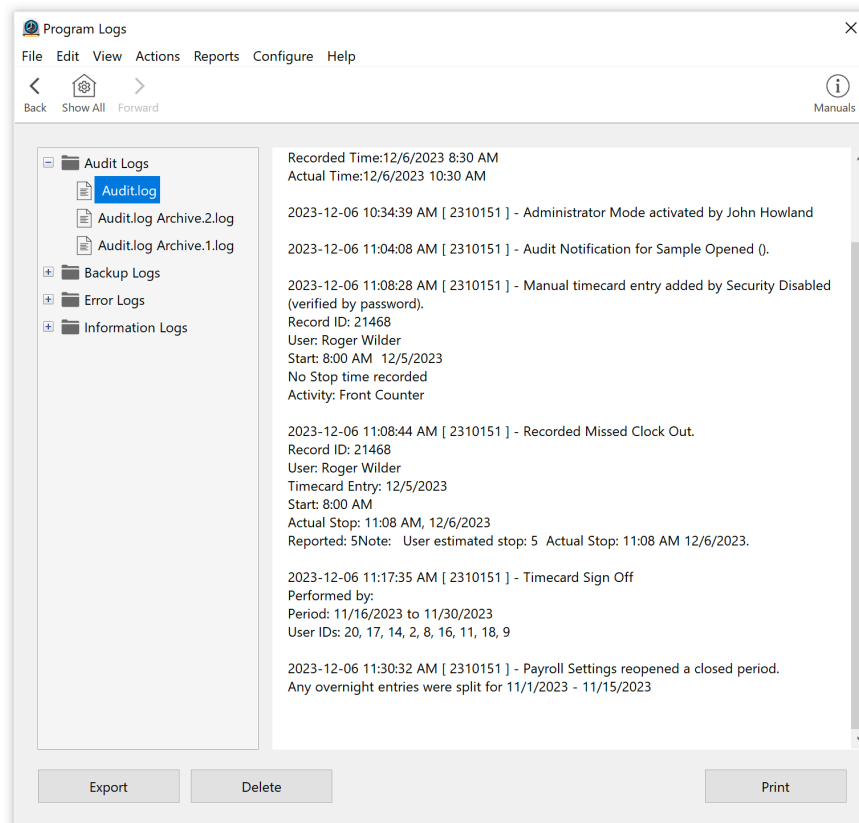 Program Logs
File Edit View Actions Reports Configure Help
Back Show All Forward
Manuals
Audit Logs
Audit.log
Audit.log Archive.2.log
Audit.log Archive.1.log
Backup Logs
Error Logs
Information Logs
Recorded Time:12/6/2023 8:30 AM
Actual Time:12/6/2023 10:30 AM
2023-12-06 10:34:39 AM [ 2310151 ] - Administrator Mode activated by John Howland
2023-12-06 11:04:08 AM [ 2310151 ] - Audit Notification for Sample Opened ().
2023-12-06 11:08:28 AM [ 2310151 ] - Manual timecard entry added by Security Disabled
(verified by password).
Record ID: 21468
User: Roger Wilder
Start: 8:00 AM  12/5/2023
No Stop time recorded
Activity: Front Counter
2023-12-06 11:08:44 AM [ 2310151 ] - Recorded Missed Clock Out.
Record ID: 21468
User: Roger Wilder
Timecard Entry: 12/5/2023
Start: 8:00 AM
Actual Stop: 11:08 AM, 12/6/2023
Reported: 5Note:   User estimated stop: 5  Actual Stop: 11:08 AM 12/6/2023.
2023-12-06 11:17:35 AM [ 2310151 ] - Timecard Sign Off
Performed by:
Period: 11/16/2023 to 11/30/2023
User IDs: 20, 17, 14, 2, 8, 16, 11, 18, 9
2023-12-06 11:30:32 AM [ 2310151 ] - Payroll Settings reopened a closed period.
Any overnight entries were split for 11/1/2023 - 11/15/2023
Export Delete Print